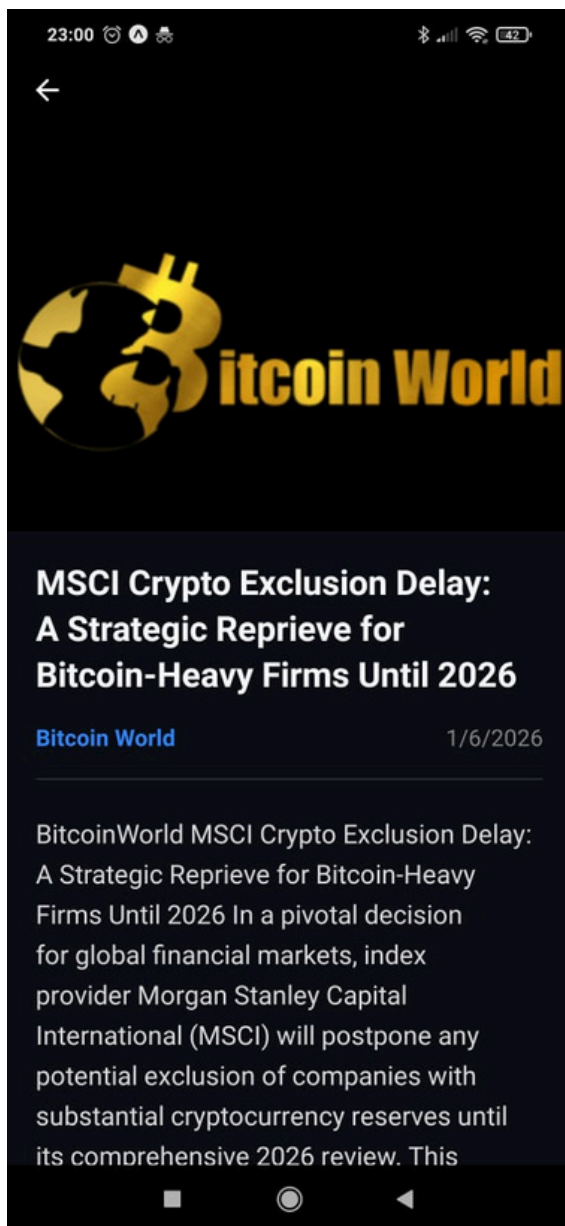 23:00
42
Bitcoin World
MSCI Crypto Exclusion Delay:
A Strategic Reprieve for
Bitcoin-Heavy Firms Until 2026
Bitcoin World
1/6/2026
BitcoinWorld MSCI Crypto Exclusion Delay:
A Strategic Reprieve for Bitcoin-Heavy
Firms Until 2026 In a pivotal decision
for global financial markets, index
provider Morgan Stanley Capital
International (MSCI) will postpone any
potential exclusion of companies with
substantial cryptocurrency reserves until
its comprehensive 2026 review. This